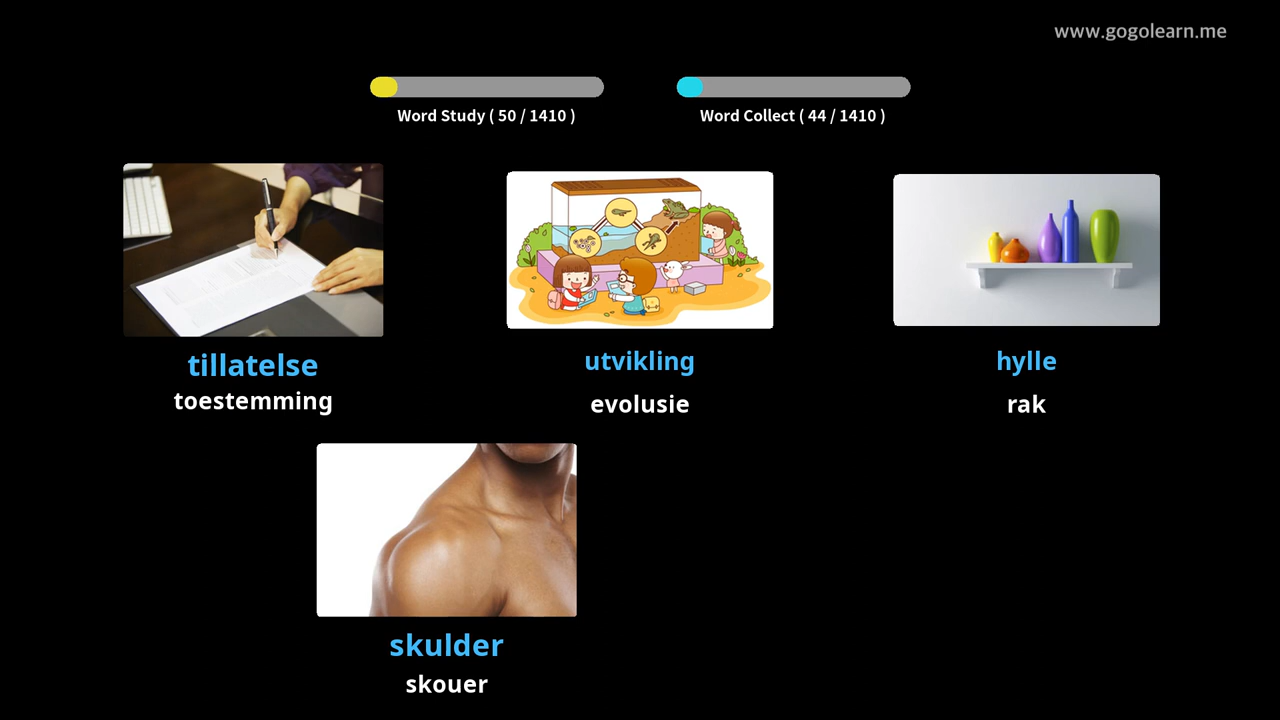 www.gogolearn.me
Word Study ( 50 / 1410 )
Word Collect ( 44 / 1410 )
tillatelse
toestemming
utvikling
evolusie
hylle
rak
skulder
skouer